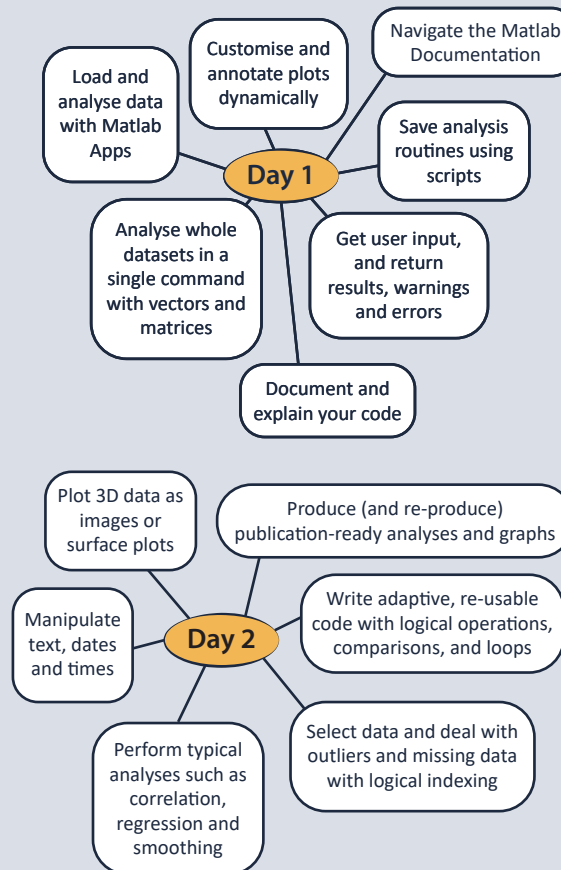 Customise and
annotate plots
dynamically
Navigate the Matlab
Documentation
Load and
analyse data
with Matlab
Apps
Save analysis
routines using
scripts
Day 1
Analyse whole
datasets in a
single command
with vectors and
matrices
Get user input,
and return
results, warnings
and errors
Document and
explain your code
Plot 3D data as
images or
surface plots
Produce (and re-produce)
publication-ready analyses and graphs
Manipulate
text, dates
and times
Day 2
Write adaptive, re-usable
code with logical operations,
comparisons, and loops
Select data and deal with
outliers and missing data
with logical indexing
Perform typical
analyses such as
correlation,
regression and
smoothing